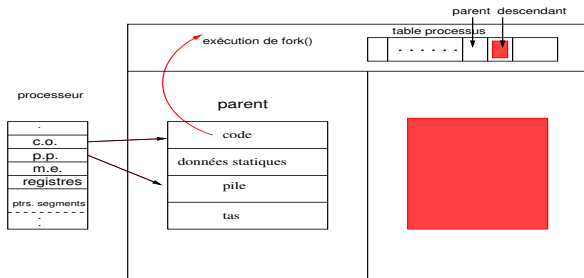 parent descendant
table processus
exécution de fork()
. . . . . .
processeur
parent
.
c.o.
p.p.
m.e.
registres
ptrs. segments
:
code
données statiques
pile
tas